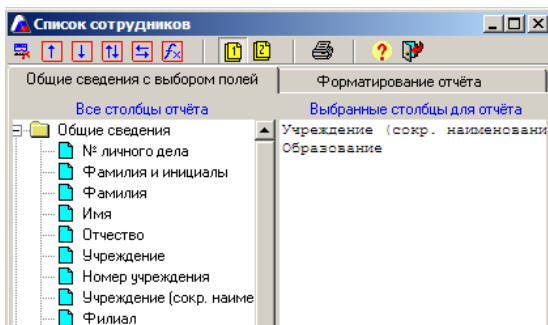 Список сотрудников
Общие сведения с выбором полей
Форматирование отчёта
Все столбцы отчёта
Выбранные столбцы для отчёта
Общие сведения
№ личного дела
Фамилия и инициалы
Фамилия
Имя
Отчество
Учреждение
Номер учреждения
Учреждение (сокр. наиме
Филиал
Учреждение (сокр. наименовани
Образование